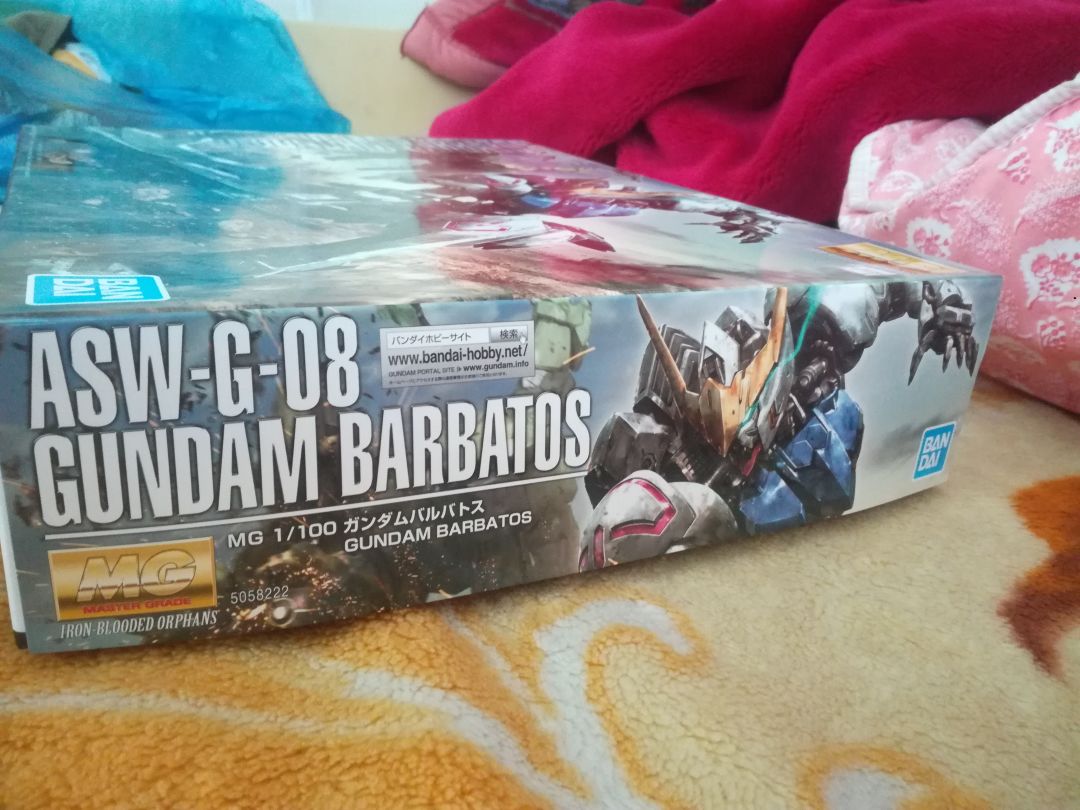 BAN
DAI
ASW-G-08
GUNDAM BARBATOS
バンダイホビーサイト 検索
www.bandai-hobby.net/
GUNDAM PORTAL SITE www.gundam.info
MG 1/100 ガンダムバルバトス
GUNDAM BARBATOS
MG
MASTER GRADE
5058222
IRON-BLOODED ORPHANS
BAN
DAI